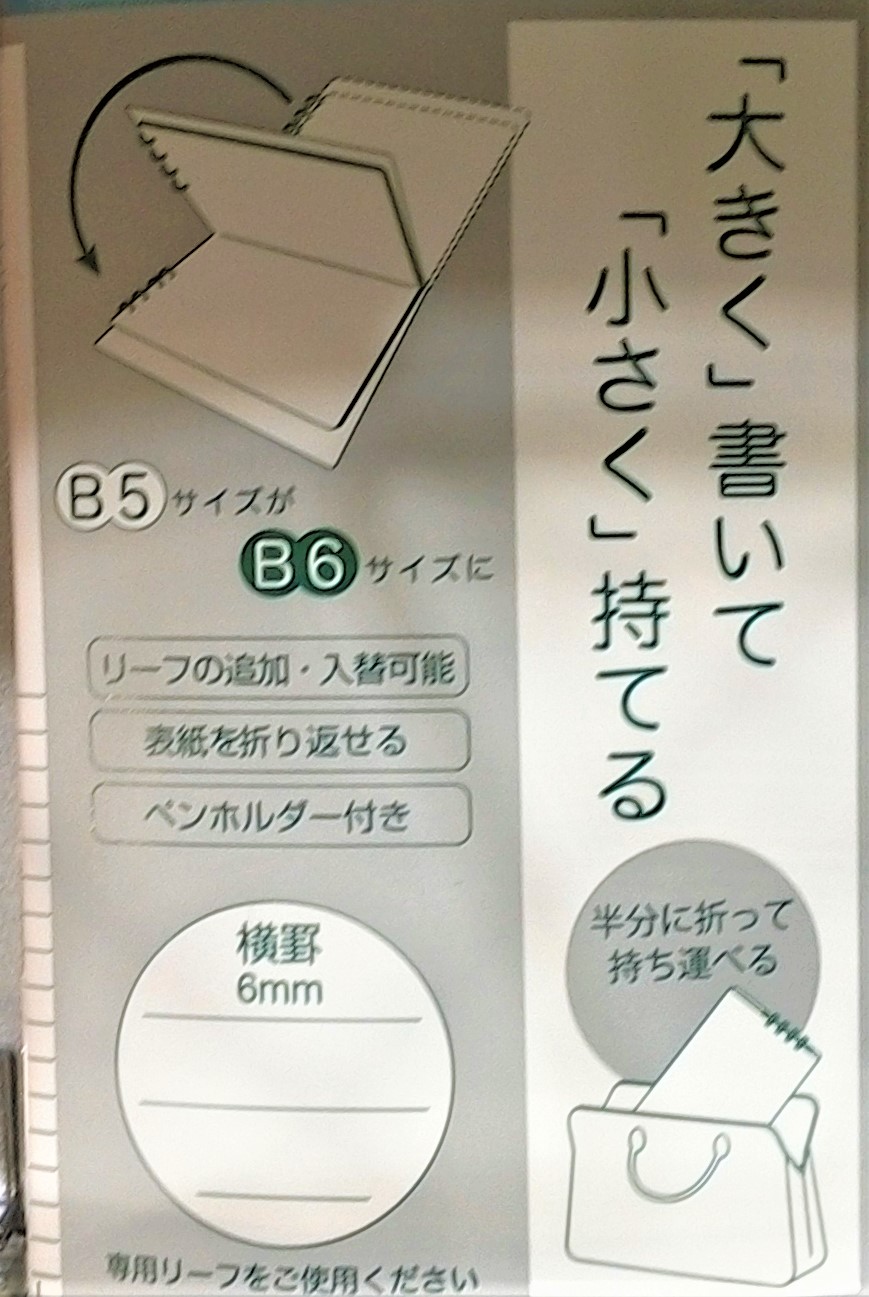 「大きく」書いて
「小さく」持てる
B5サイズが
B6サイズに
リーフの追加・入替可能
表紙を折り返せる
ペンホルダー付き
横罫
6mm
専用リーフをご使用ください
半分に折って
持ち運べる